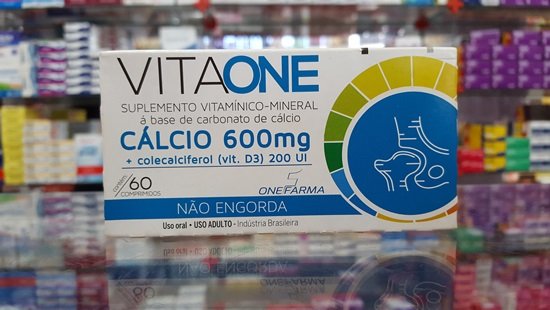 VITAONE
SUPLEMENTO VITAMÍNICO-MINERAL
á base de carbonato de cálcio
CÁLCIO 600mg
+ colecalciferol (vit. D3) 200 UI
contém 60
COMPRIMIDOS
ONEFARMA
NÃO ENGORDA
Uso oral • USO ADULTO - Indústria Brasileira